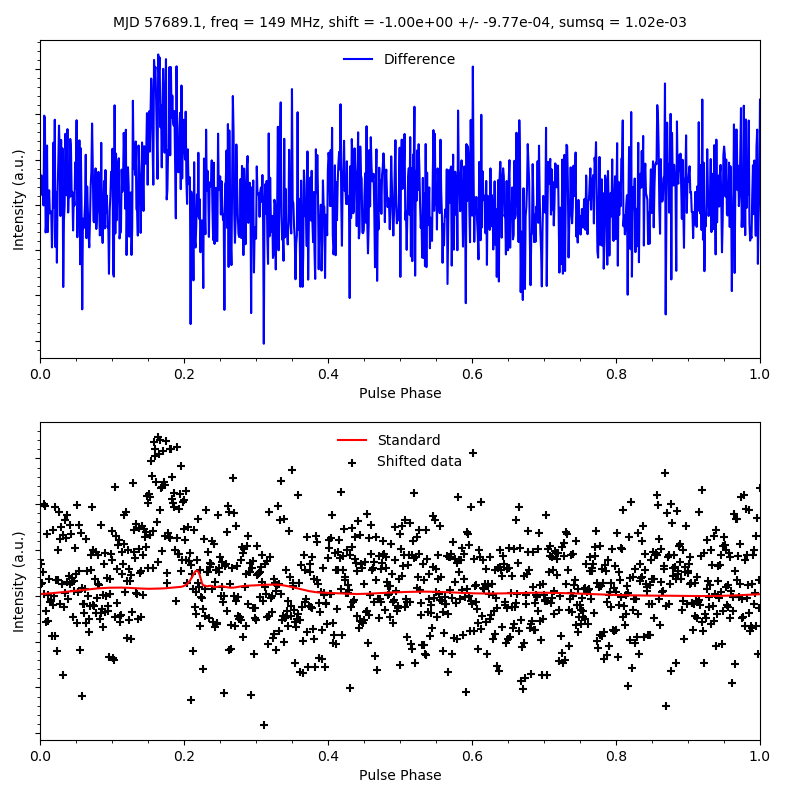 MJD 57689.1, freq = 149 MHz, shift = -1.00e+00 +/- -9.77e-04, sumsq = 1.02e-03
Difference
Intensity (a.u.)
0.0 0.2 0.4 0.6 0.8 1.0
Pulse Phase
Standard
Shifted data
Intensity (a.u.)
0.0 0.2 0.4 0.6 0.8 1.0
Pulse Phase